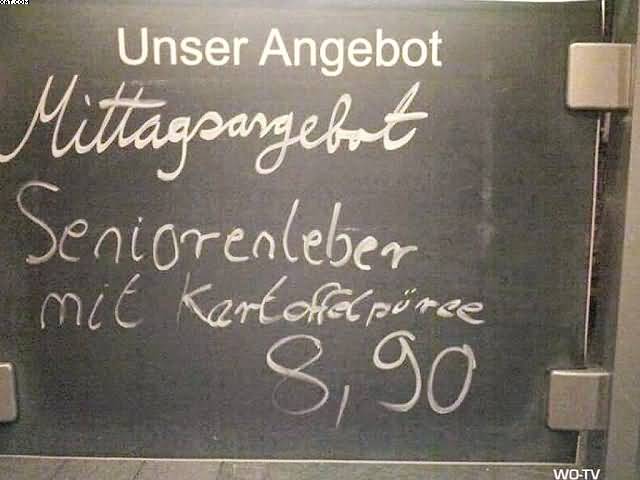 Unser Angebot
Mittagsangebot
Seniorenleber
mit Kartoffelpüree
8,90
WO-TV